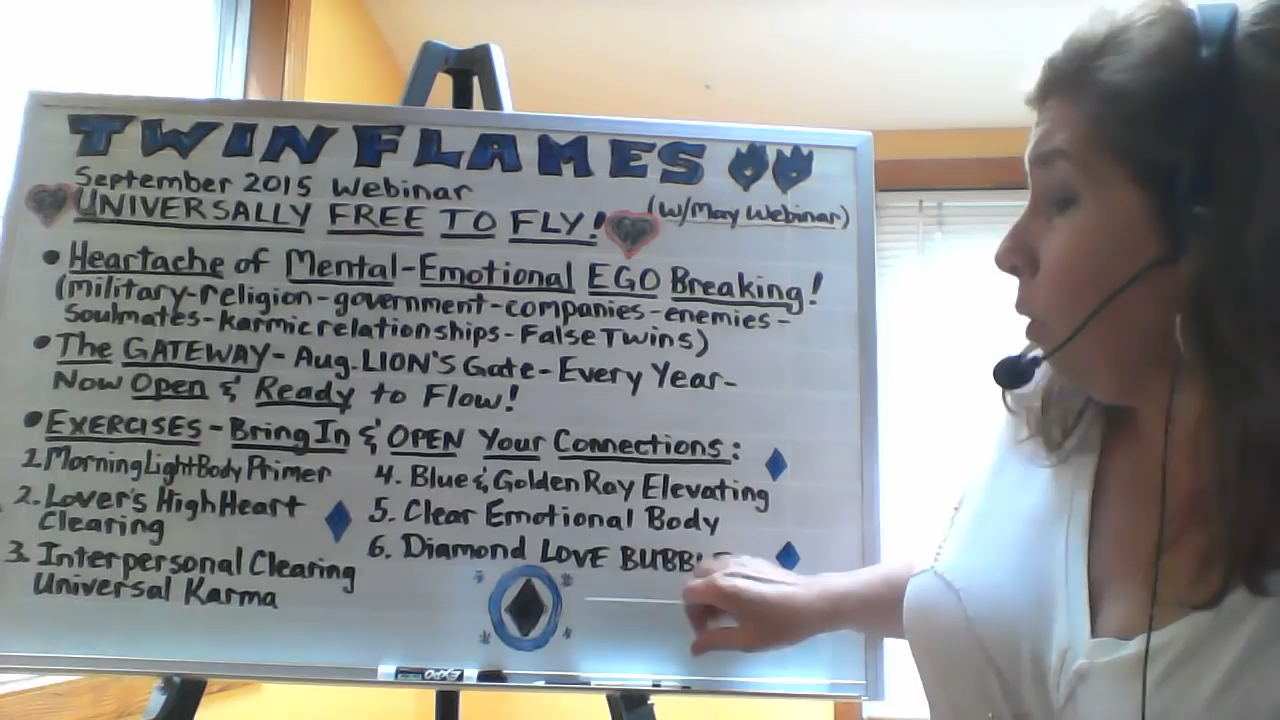 TWIN FLAMES
September 2015 Webinar
(w/May Webinar)
UNIVERSALLY FREE TO FLY!
• Heartache of Mental-Emotional EGO Breaking!
(military-religion-government-companies-enemies-
Soulmates-karmic relationships-False Twins)
• The GATEWAY- Aug. LION'S Gate- Every Year-
Now Open & Ready to Flow!
• EXERCISES - Bring In & OPEN Your Connections:
1. Morning Light Body Primer
2. Lover's High Heart
Clearing
3. Interpersonal Clearing
Universal Karma
4. Blue & Golden Ray Elevating
5. Clear Emotional Body
6. Diamond LOVE
EXPO